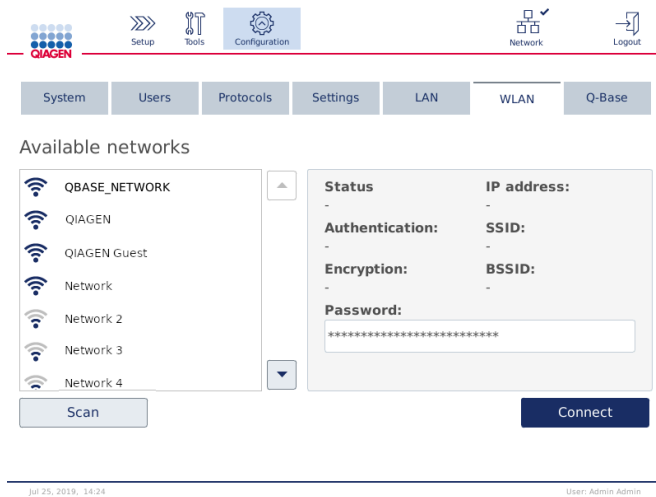 QIAGEN
Setup
Tools
Configuration
Network
Logout
System
Users
Protocols
Settings
LAN
WLAN
Q-Base
Available networks
QBASE_NETWORK
QIAGEN
QIAGEN Guest
Network
Network 2
Network 3
Network 4
Status
-
IP address:
-
Authentication:
-
SSID:
-
Encryption:
-
BSSID:
-
Password:
**************************
Scan
Connect
Jul 25, 2019, 14:24
User: Admin Admin